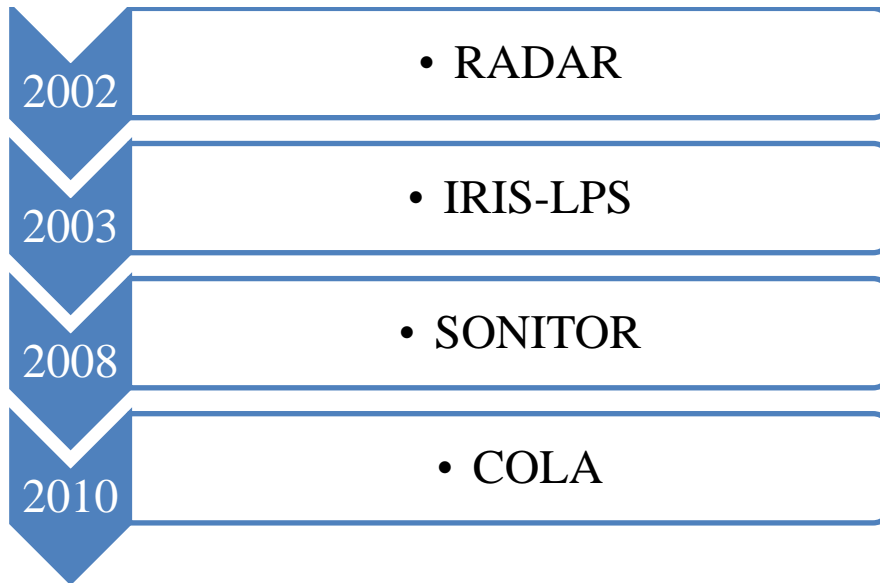 2002
• RADAR
2003
• IRIS-LPS
2008
• SONITOR
2010
• COLA